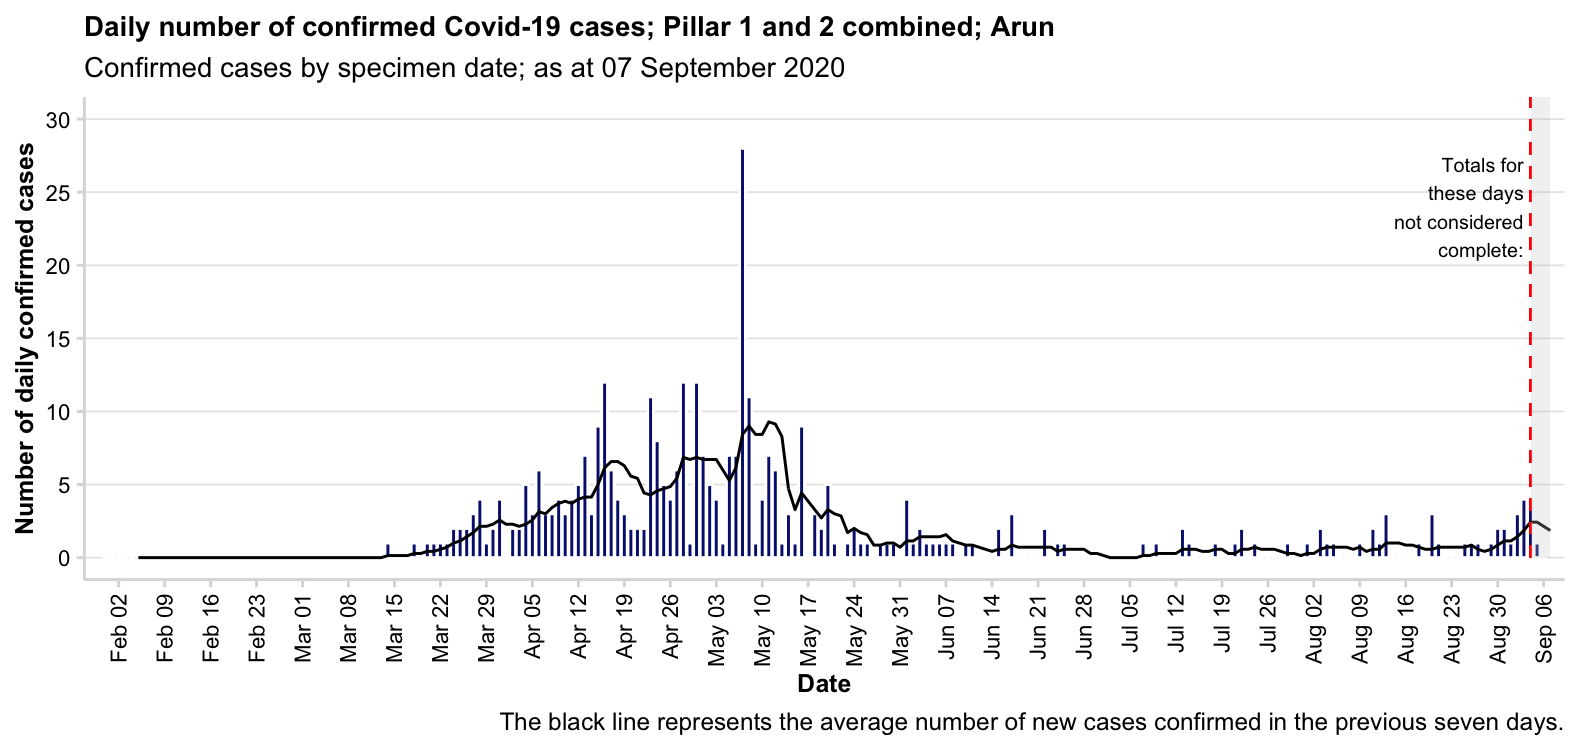 Daily number of confirmed Covid-19 cases; Pillar 1 and 2 combined; Arun
Confirmed cases by specimen date; as at 07 September 2020
Number of daily confirmed cases
30
25
20
15
10
5
0
Totals for
these days
not considered
complete:
Feb 02
Feb 09
Feb 16
Feb 23
Mar 01
Mar 08
Mar 15
Mar 22
Mar 29
Apr 05
Apr 12
Apr 19
Apr 26
May 03
May 10
May 17
May 24
May 31
Jun 07
Jun 14
Jun 21
Jun 28
Jul 05
Jul 12
Jul 19
Jul 26
Aug 02
Aug 09
Aug 16
Aug 23
Aug 30
Sep 06
Date
The black line represents the average number of new cases confirmed in the previous seven days.